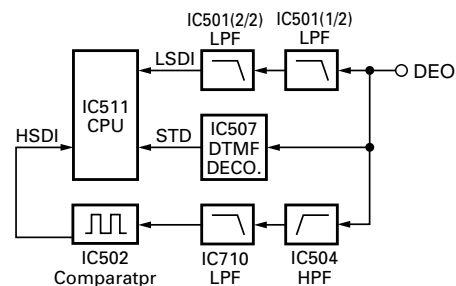 IC501(2/2)
LPF
IC501(1/2)
LPF
LSDI
DEO
IC511
CPU
HSDI
STD
IC507
DTMF
DECO.
IC502
Comparatpr
IC710
LPF
IC504
HPF